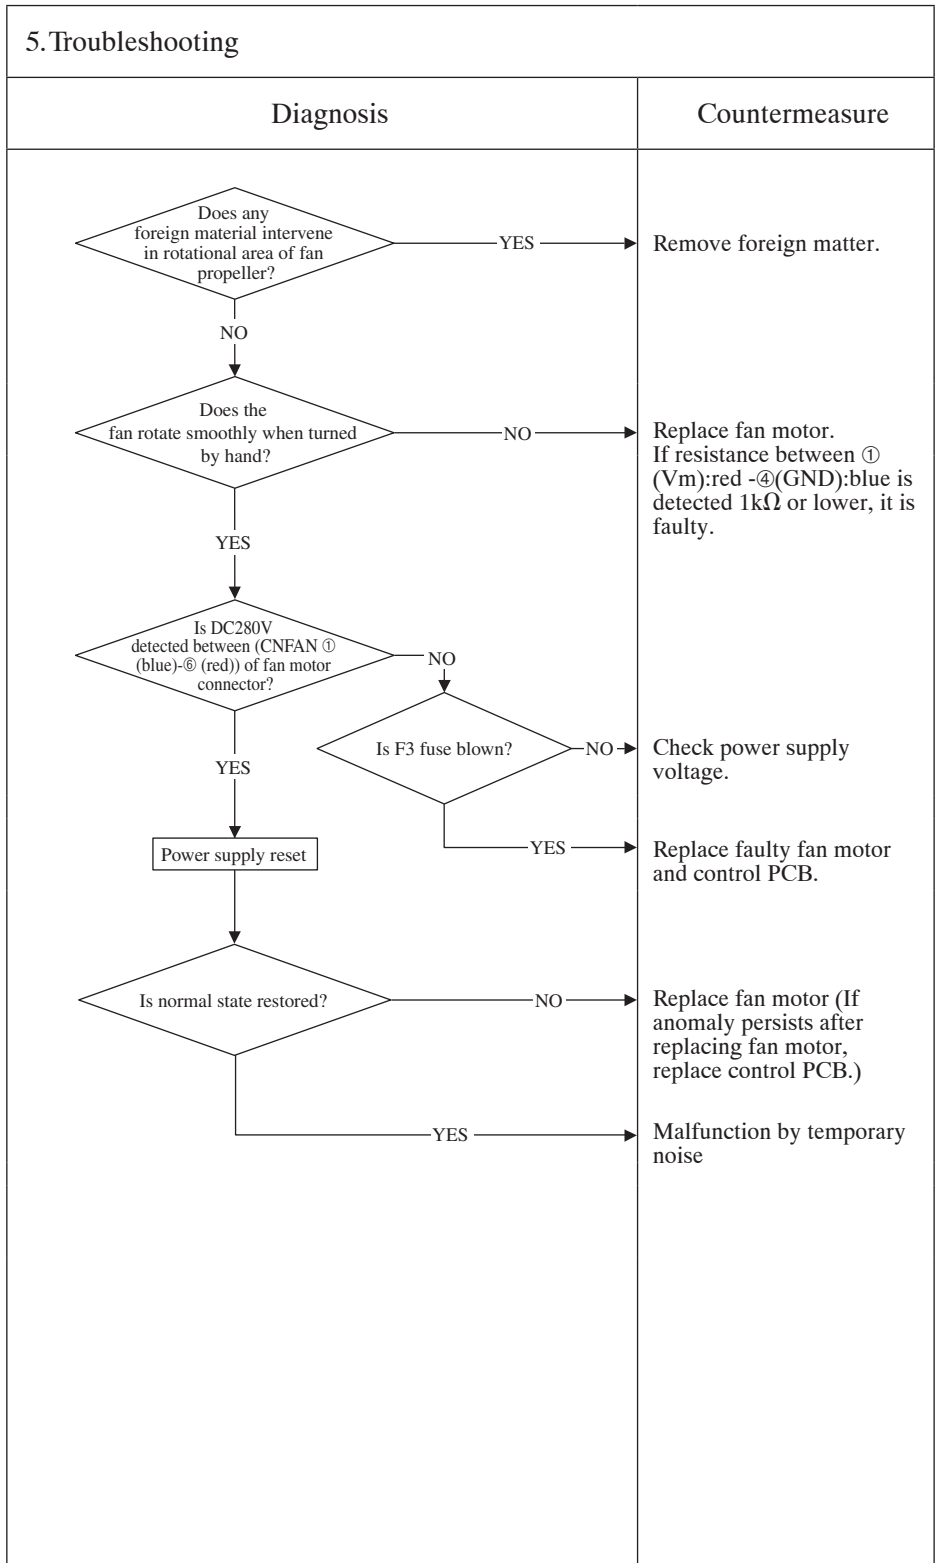 5.Troubleshooting
Diagnosis
Countermeasure
Does any
foreign material intervene
in rotational area of fan
propeller?
YES
Remove foreign matter.
NO
Does the
fan rotate smoothly when turned
by hand?
NO
Replace fan motor.
If resistance between ①
(Vm):red -④(GND):blue is
detected 1kΩ or lower, it is
faulty.
YES
Is DC280V
detected between (CNFAN ①
(blue)-⑥ (red)) of fan motor
connector?
NO
Is F3 fuse blown?
NO
Check power supply
voltage.
YES
YES
Replace faulty fan motor
and control PCB.
Power supply reset
Is normal state restored?
NO
Replace fan motor (If
anomaly persists after
replacing fan motor,
replace control PCB.)
YES
Malfunction by temporary
noise